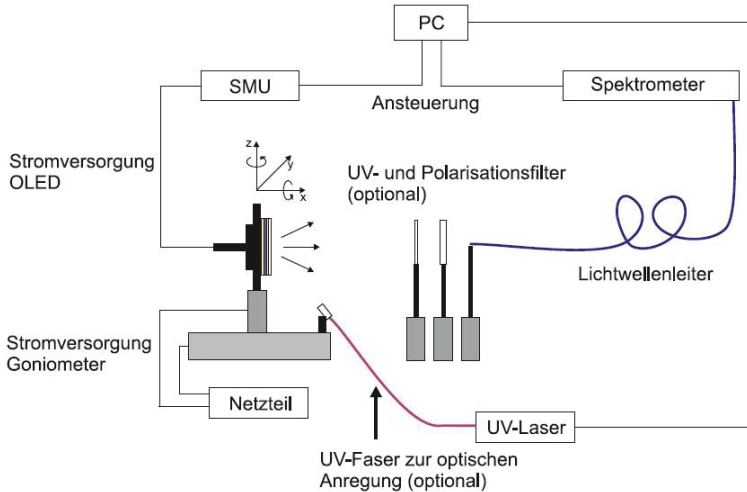 PC
SMU
Ansteuerung
Spektrometer
Stromversorgung
OLED
z
y
x
UV- und Polarisationsfilter
(optional)
Lichtwellenleiter
Stromversorgung
Goniometer
Netzteil
UV-Laser
UV-Faser zur optischen
Anregung (optional)